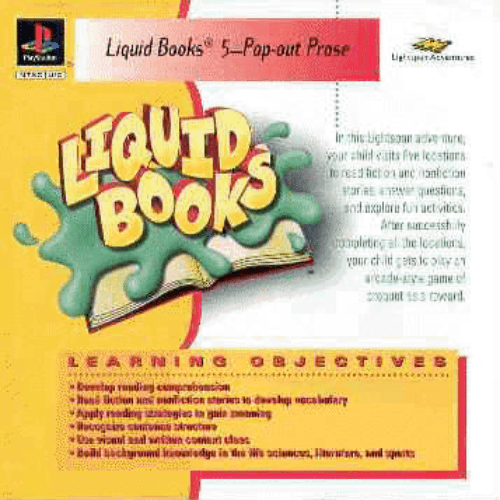 PlayStation
NTSC U/C
Liquid Books® 5—Pop-out Prose
Lightspan Adventures
LIQUID
BOOKS
™
In this Lightspan adventure,
your child visits five locations
to read fiction and nonfiction
stories, answer questions,
and explore fun activities.
After successfully
completing all the locations,
your child gets to play an
arcade-style game of
croquet as a reward.
LEARNING OBJECTIVES
• Develop reading comprehension
• Read fiction and nonfiction stories to develop vocabulary
• Apply reading strategies to gain meaning
• Recognize sentence structure
• Use visual and written context clues
• Build background knowledge in the life sciences, literature, and sports